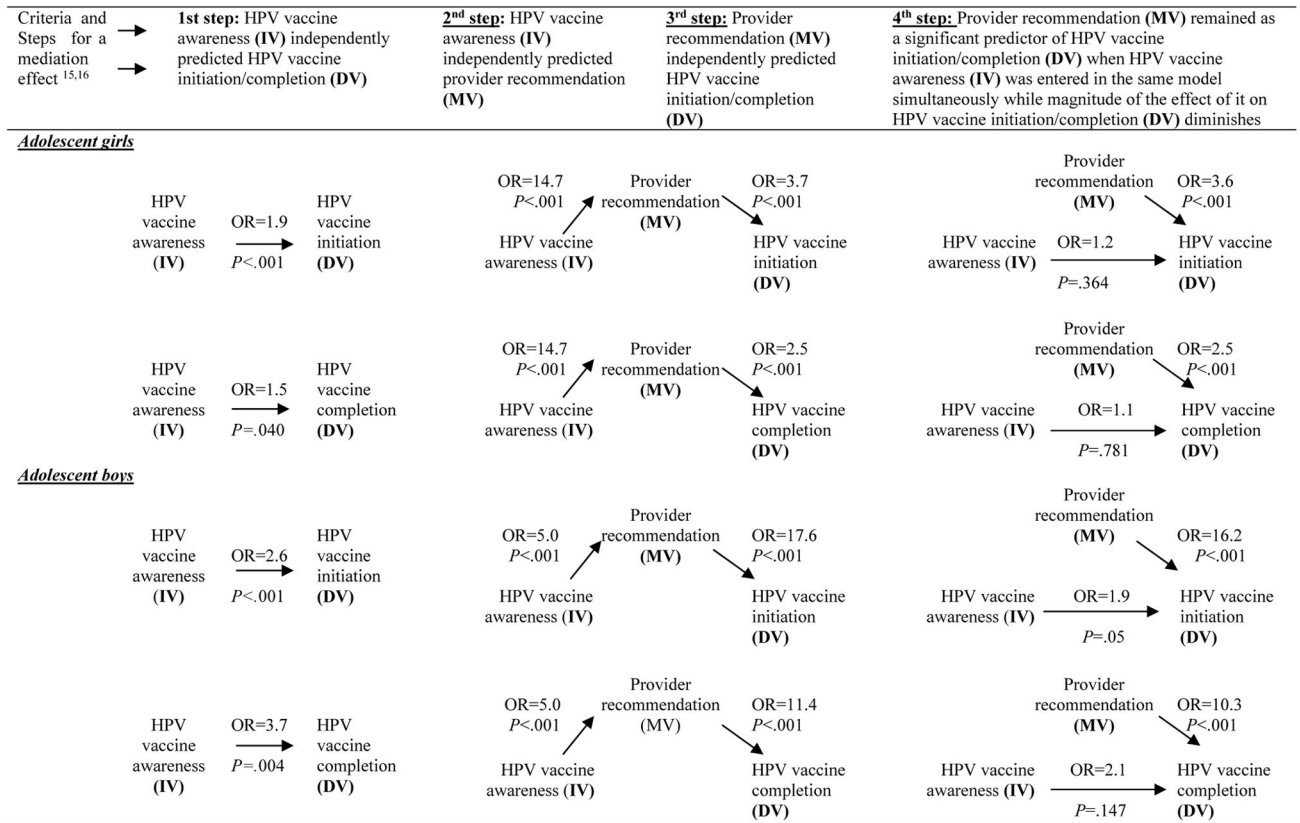 Criteria and
Steps for a
mediation
effect 15,16
1st step: HPV vaccine
awareness (IV) independently
predicted HPV vaccine
initiation/completion (DV)
2nd step: HPV vaccine
awareness (IV)
independently predicted
provider recommendation
(MV)
3rd step: Provider
recommendation (MV)
independently predicted
HPV vaccine
initiation/completion
(DV)
4th step: Provider recommendation (MV) remained as
a significant predictor of HPV vaccine
initiation/completion (DV) when HPV vaccine
awareness (IV) was entered in the same model
simultaneously while magnitude of the effect of it on
HPV vaccine initiation/completion (DV) diminishes
Adolescent girls
HPV
vaccine
awareness
(IV)
OR=1.9
P<.001
HPV
vaccine
initiation
(DV)
OR=14.7
P<.001
Provider
recommendation
(MV)
OR=3.7
P<.001
HPV vaccine
awareness (IV)
HPV vaccine
initiation
(DV)
Provider
recommendation
(MV)
OR=3.6
P<.001
HPV vaccine
awareness (IV)
OR=1.2
P=.364
HPV vaccine
initiation
(DV)
HPV
vaccine
awareness
(IV)
OR=1.5
P=.040
HPV
vaccine
completion
(DV)
OR=14.7
P<.001
Provider
recommendation
(MV)
OR=2.5
P<.001
HPV vaccine
awareness (IV)
HPV vaccine
completion
(DV)
Provider
recommendation
(MV)
OR=2.5
P<.001
HPV vaccine
awareness (IV)
OR=1.1
P=.781
HPV vaccine
completion
(DV)
Adolescent boys
HPV
vaccine
awareness
(IV)
OR=2.6
P<.001
HPV
vaccine
initiation
(DV)
OR=5.0
P<.001
Provider
recommendation
(MV)
OR=17.6
P<.001
HPV vaccine
awareness (IV)
HPV vaccine
initiation
(DV)
Provider
recommendation
(MV)
OR=16.2
P<.001
HPV vaccine
awareness (IV)
OR=1.9
P=.05
HPV vaccine
initiation
(DV)
HPV
vaccine
awareness
(IV)
OR=3.7
P=.004
HPV
vaccine
completion
(DV)
OR=5.0
P<.001
Provider
recommendation
(MV)
OR=11.4
P<.001
HPV vaccine
awareness (IV)
HPV vaccine
completion
(DV)
Provider
recommendation
(MV)
OR=10.3
P<.001
HPV vaccine
awareness (IV)
OR=2.1
P=.147
HPV vaccine
completion
(DV)